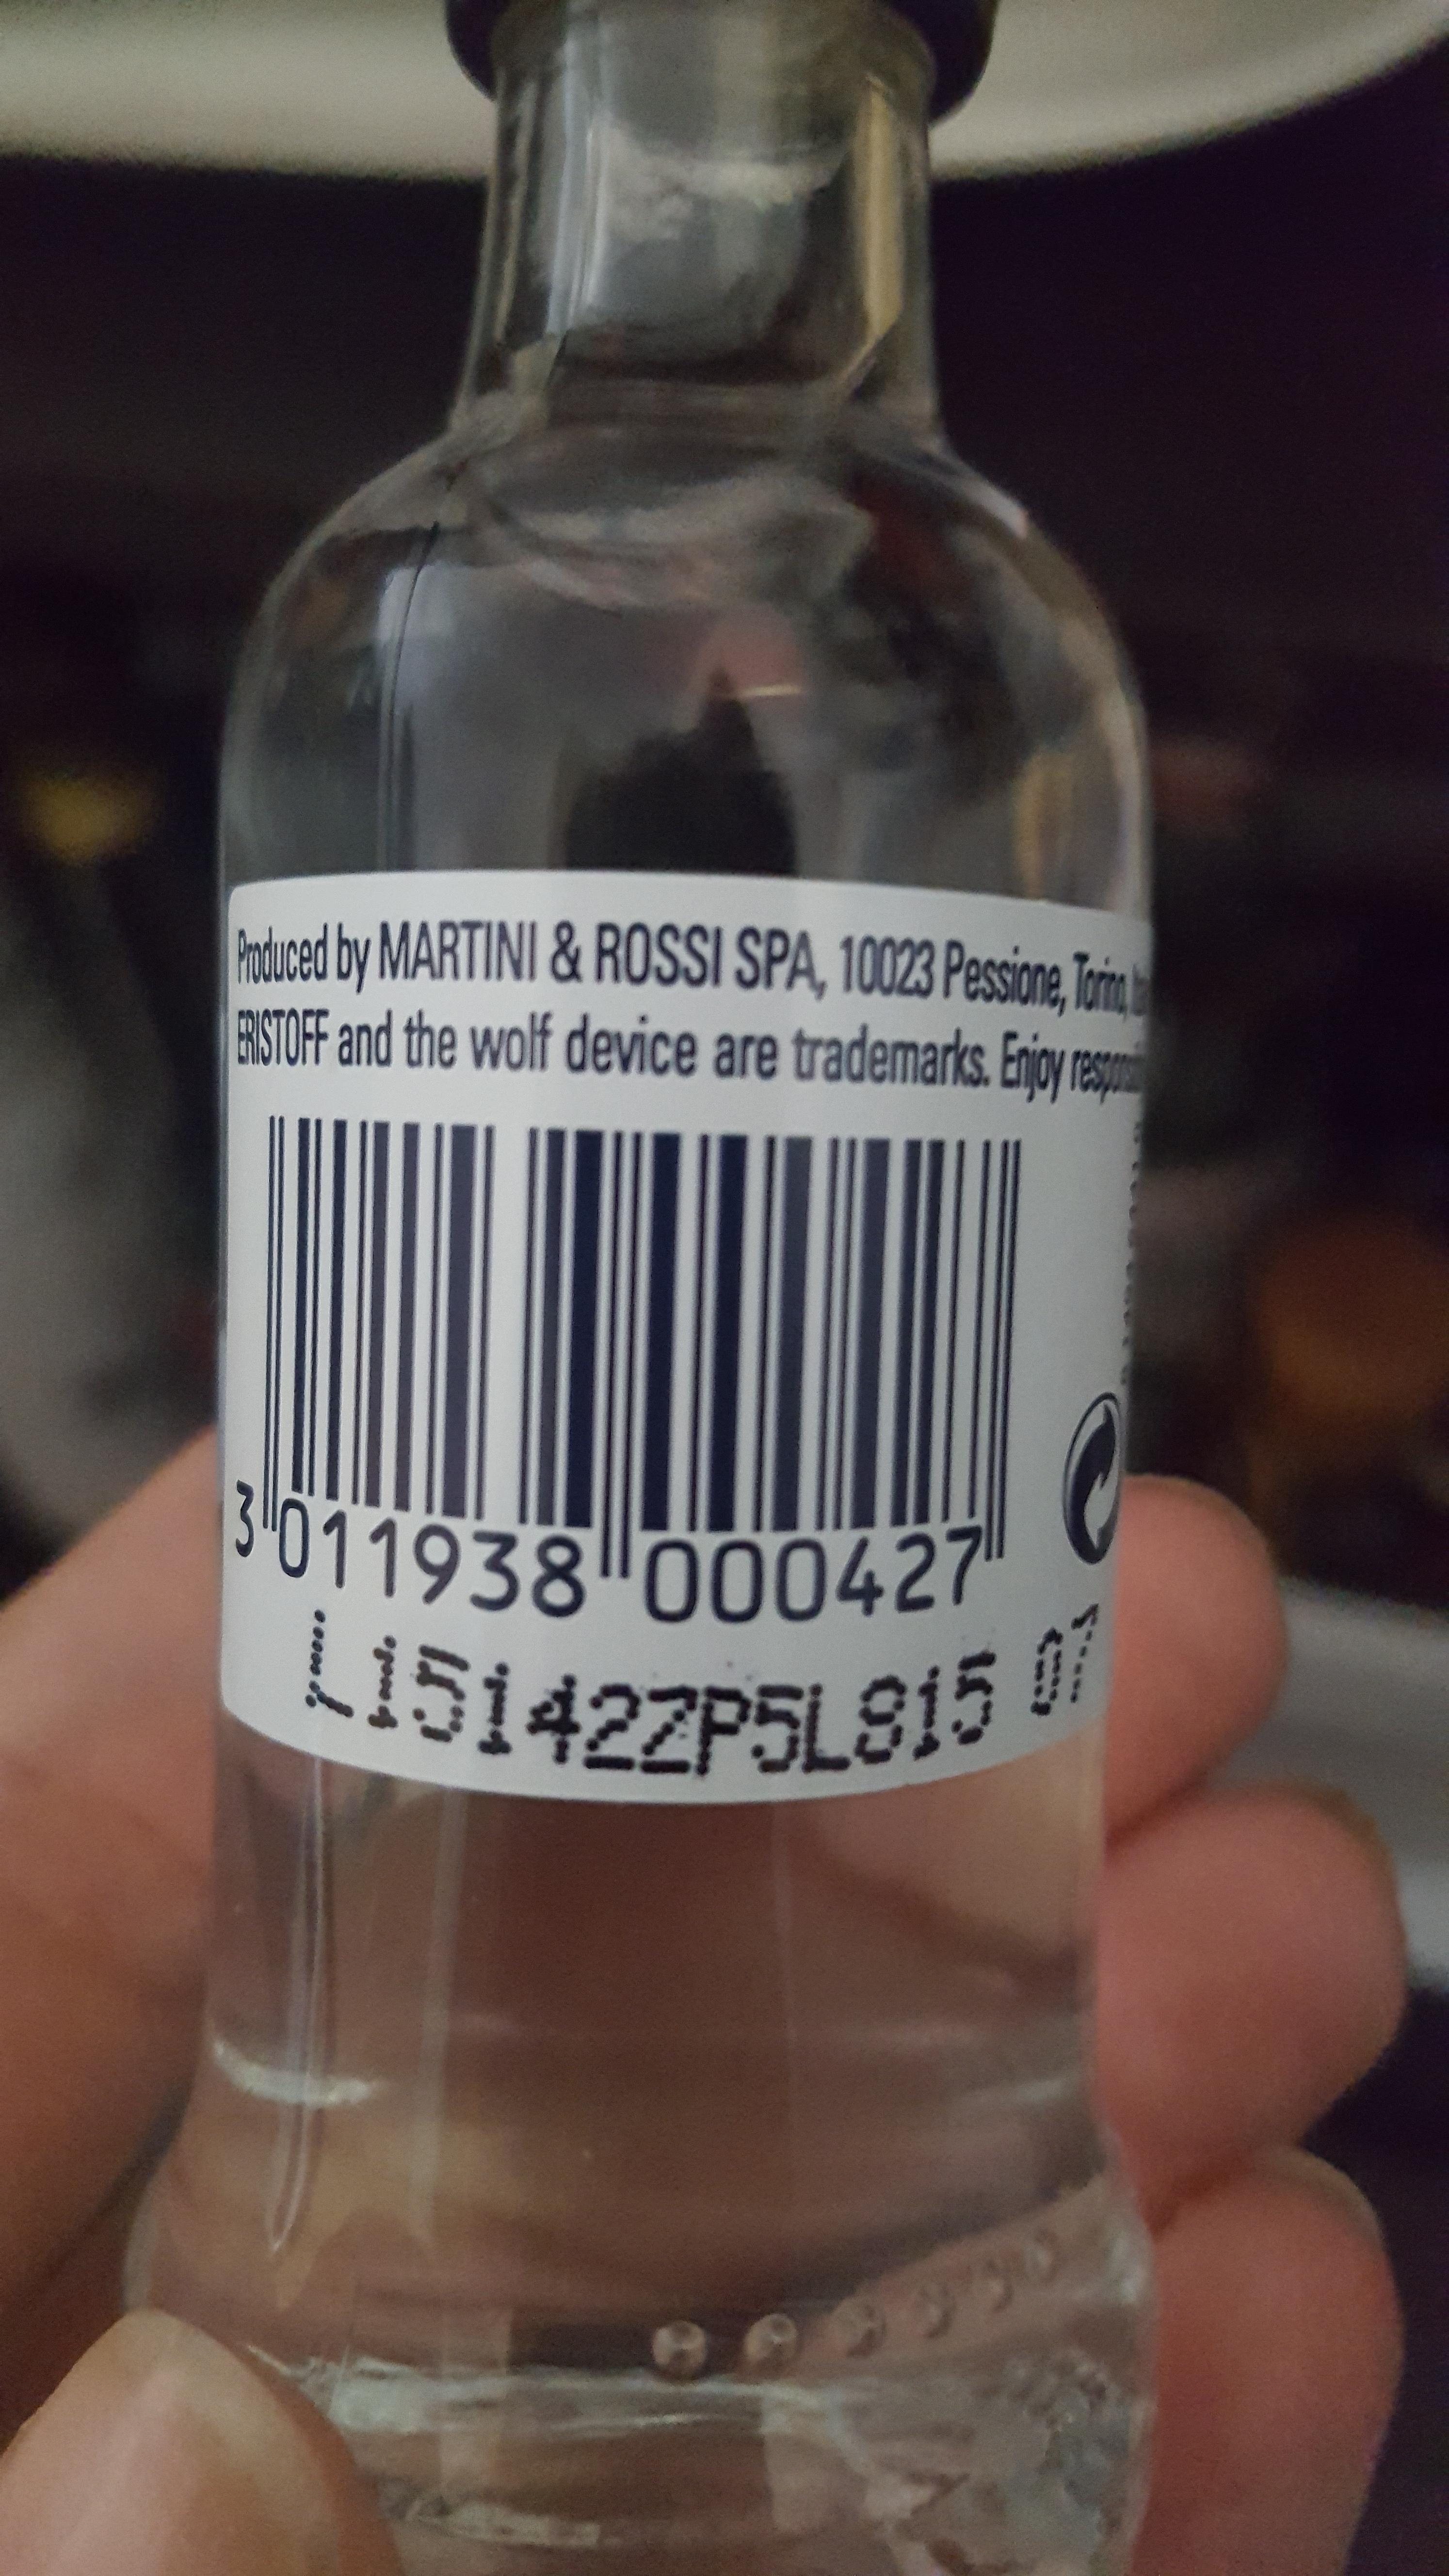 Produced by MARTINI & ROSSI SPA, 10023 Pessione, Torino,
ERISTOFF and the wolf device are trademarks. Enjoy
3 011938 000427
L15142ZP5L815